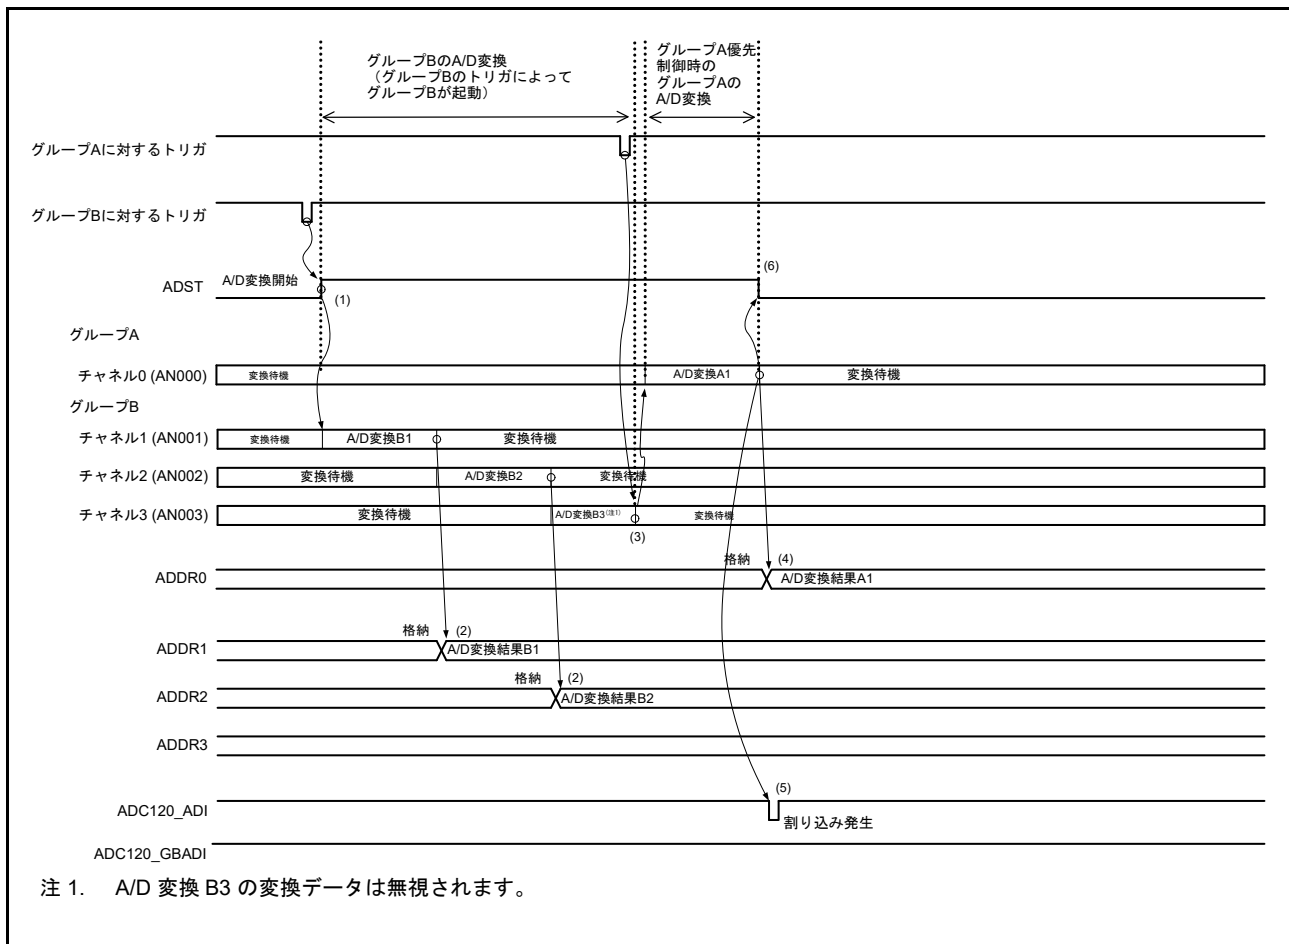 グループBのA/D変換
（グループBのトリガによって
グループBが起動）
グループA優先
制御時の
グループAの
A/D変換
グループAに対するトリガ
グループBに対するトリガ
ADST
A/D変換開始
(1)
(6)
グループA
チャネル0 (AN000)
変換待機
A/D変換A1
変換待機
グループB
チャネル1 (AN001)
変換待機
A/D変換B1
変換待機
チャネル2 (AN002)
変換待機
A/D変換B2
変換待機
チャネル3 (AN003)
変換待機
A/D変換B3(注1)
変換待機
(3)
ADDR0
格納
(4)
A/D変換結果A1
ADDR1
格納
(2)
A/D変換結果B1
ADDR2
格納
(2)
A/D変換結果B2
ADDR3
ADC120_ADI
(5)
割り込み発生
ADC120_GBADI
注 1. A/D 変換 B3 の変換データは無視されます。